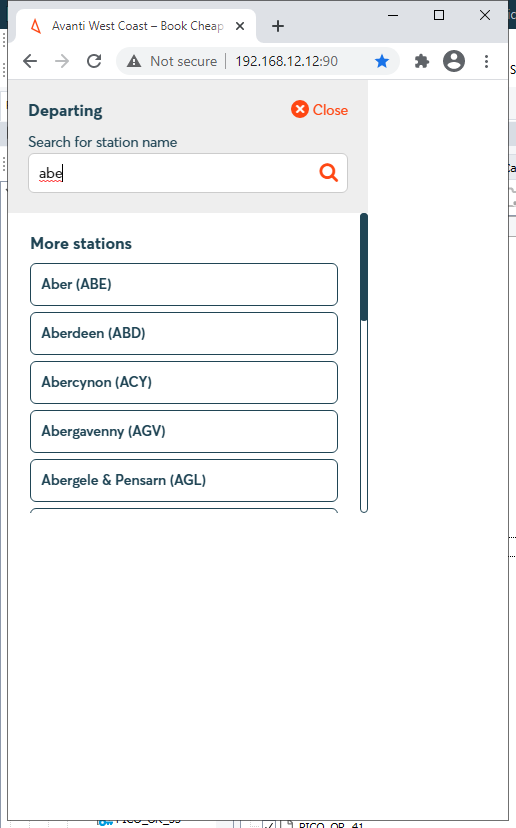 Avanti West Coast – Book Cheap
Not secure
192.168.12.12:90
Departing
Close
Search for station name
abe
More stations
Aber (ABE)
Aberdeen (ABD)
Abercynon (ACY)
Abergavenny (AGV)
Abergele & Pensarn (AGL)
PICO_OR_41